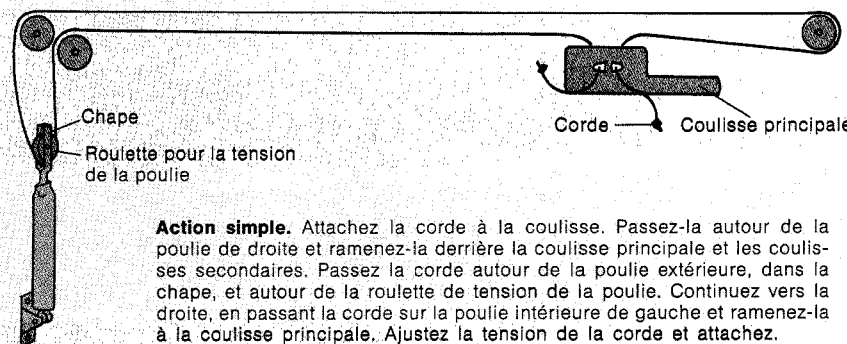 Chape
Roulette pour la tension
de la poulie
Corde
Coulisse principale
Action simple. Attachez la corde à la coulisse. Passez-la autour de la
poulie de droite et ramenez-la derrière la coulisse principale et les coulis-
ses secondaires. Passez la corde autour de la poulie extérieure, dans la
chape, et autour de la roulette de tension de la poulie. Continuez vers la
droite, en passant la corde sur la poulie intérieure de gauche et ramenez-la
à la coulisse principale. Ajustez la tension de la corde et attachez.